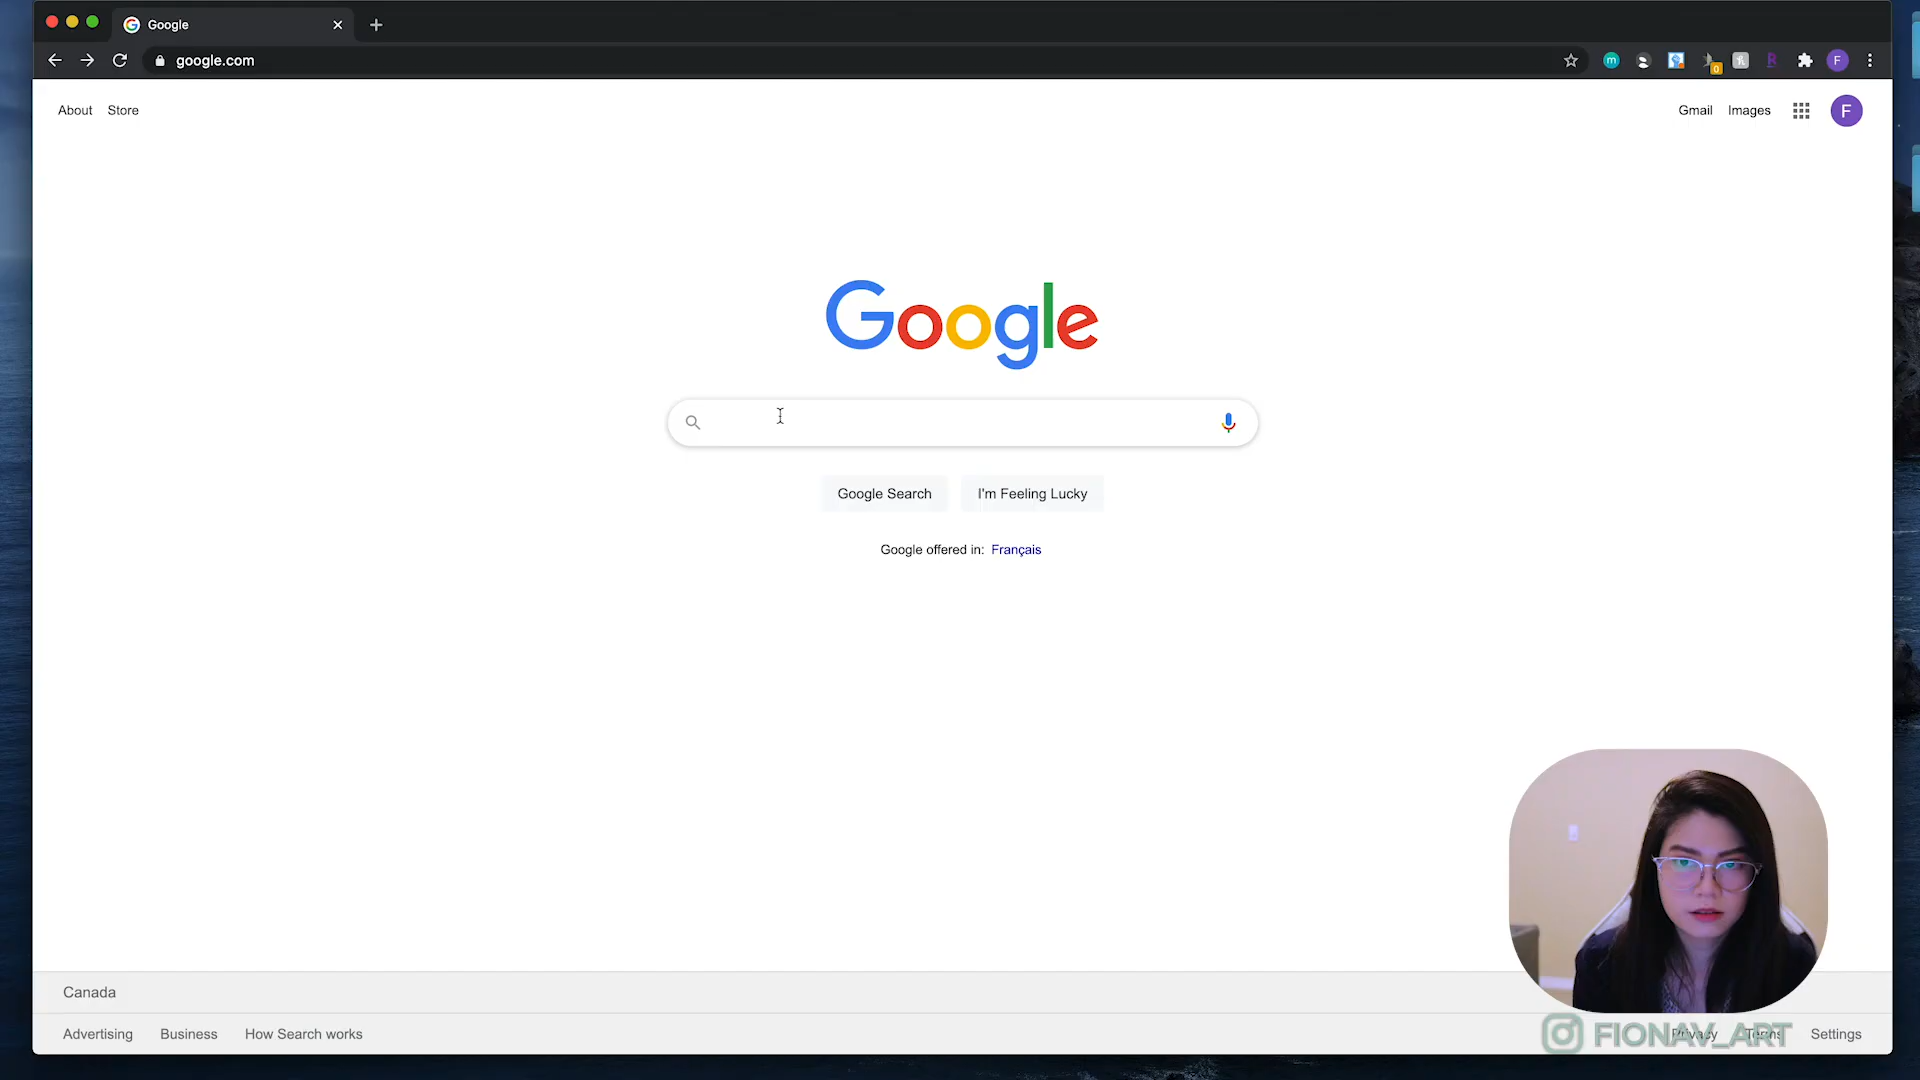 Google
google.com
0
F
About Store
Gmail Images
F
Google
Google Search
I'm Feeling Lucky
Google offered in: Français
Canada
Advertising Business How Search works
Privacy Terms Settings
FIONAV_ART